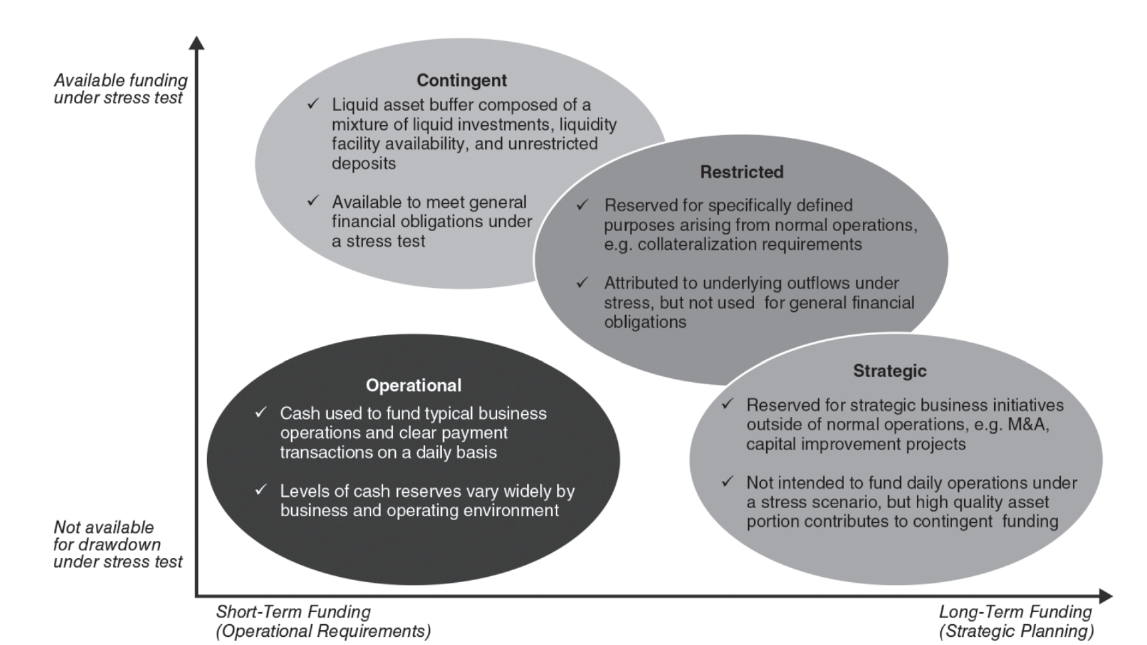 Available funding
under stress test
Contingent
✓ Liquid asset buffer composed of a
mixture of liquid investments, liquidity
facility availability, and unrestricted
deposits
✓ Available to meet general
financial obligations under
a stress test
Restricted
✓ Reserved for specifically defined
purposes arising from normal operations,
e.g. collateralization requirements
✓ Attributed to underlying outflows under
stress, but not used for general financial
obligations
Operational
✓ Cash used to fund typical business
operations and clear payment
transactions on a daily basis
✓ Levels of cash reserves vary widely by
business and operating environment
Strategic
✓ Reserved for strategic business initiatives
outside of normal operations, e.g. M&A,
capital improvement projects
✓ Not intended to fund daily operations under
a stress scenario, but high quality asset
portion contributes to contingent funding
Not available
for drawdown
under stress test
Short-Term Funding
(Operational Requirements)
Long-Term Funding
(Strategic Planning)